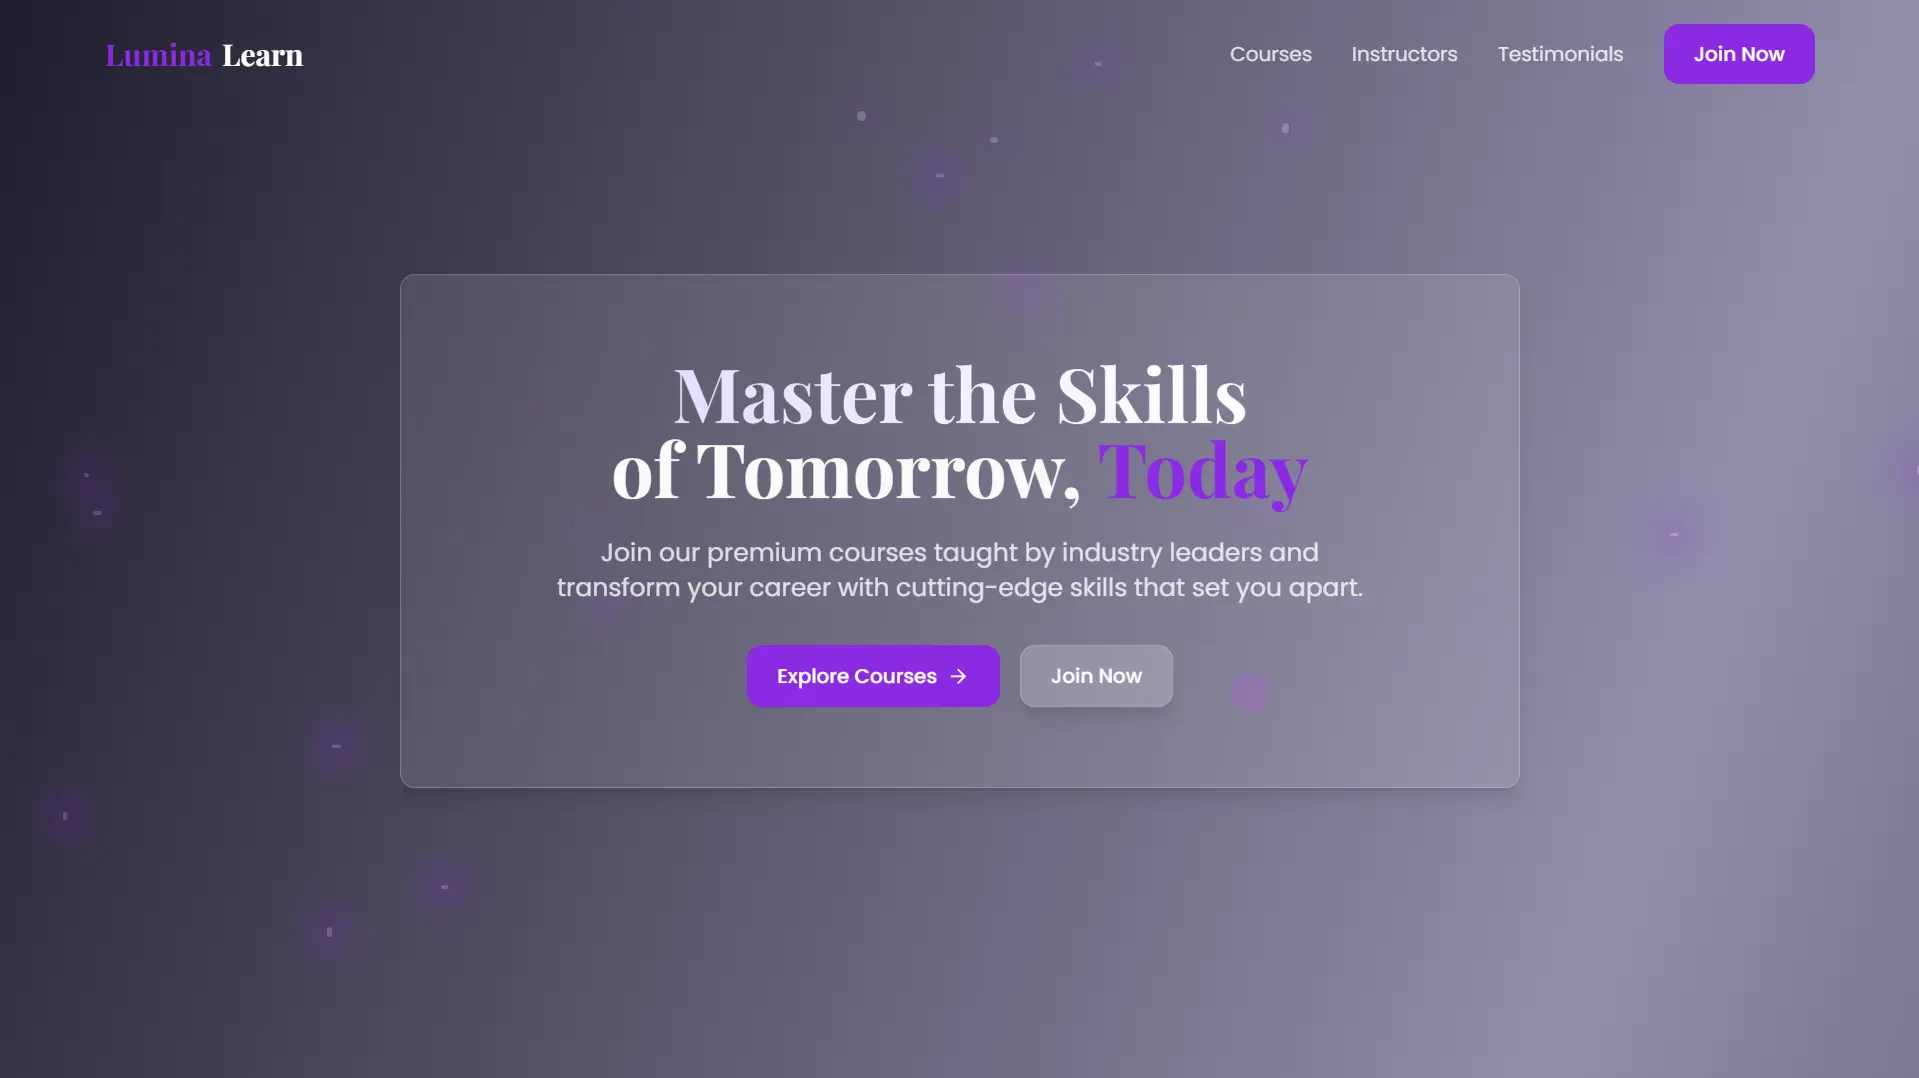 Lumina Learn
Courses
Instructors
Testimonials
Join Now
Master the Skills
of Tomorrow, Today
Join our premium courses taught by industry leaders and
transform your career with cutting-edge skills that set you apart.
Explore Courses →
Join Now